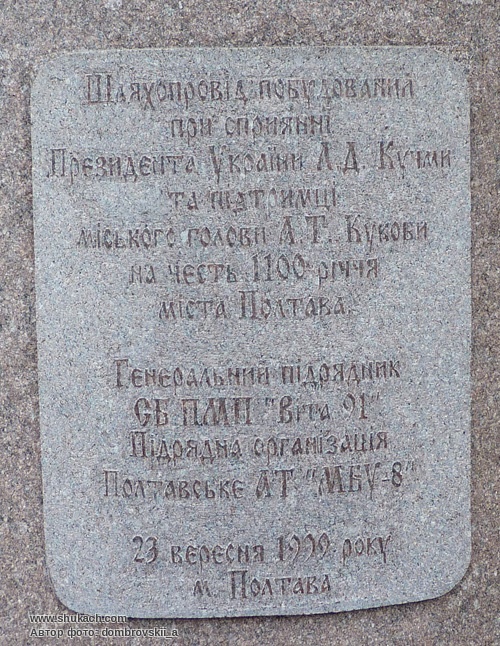 Шляхопровід побудований
при сприянні
Президента України Л.Д. Кучми
та підтримці
міського голови А.Т. Кукоби
на честь 1100-річчя
міста Полтава.
Генеральний підрядник
СБ ПМП "Віта 91"
Підрядна організація
Полтавське АТ "МБУ-8"
23 вересня 1999 року
м. Полтава
www.shukach.com
Автор фото: dombrovskii_a